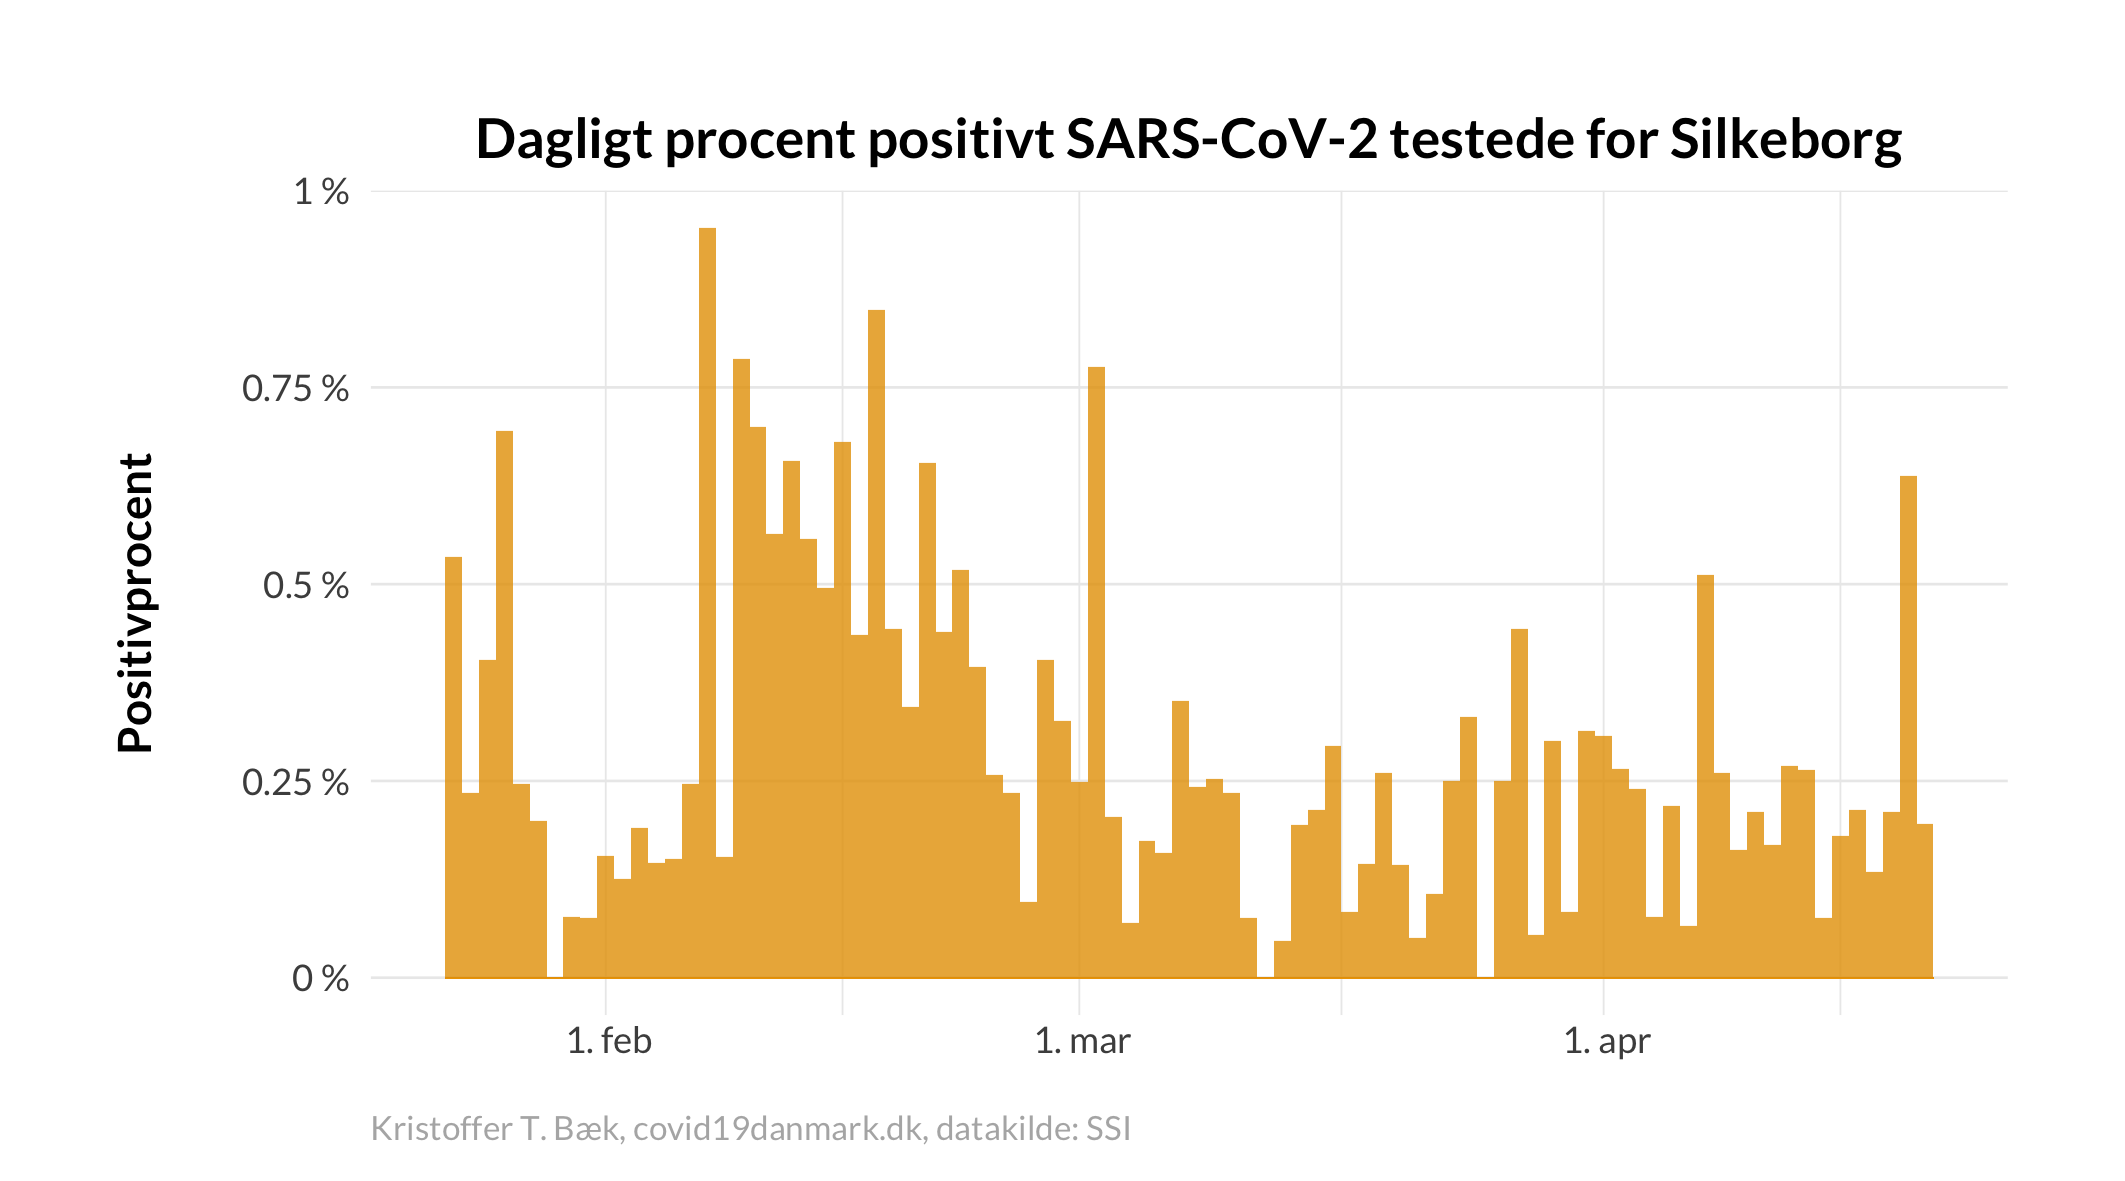 Dagligt procent positivt SARS-CoV-2 testede for Silkeborg
Positivprocent
1 %
0.75 %
0.5 %
0.25 %
0 %
1. feb
1. mar
1. apr
Kristoffer T. Bæk, covid19danmark.dk, datakilde: SSI